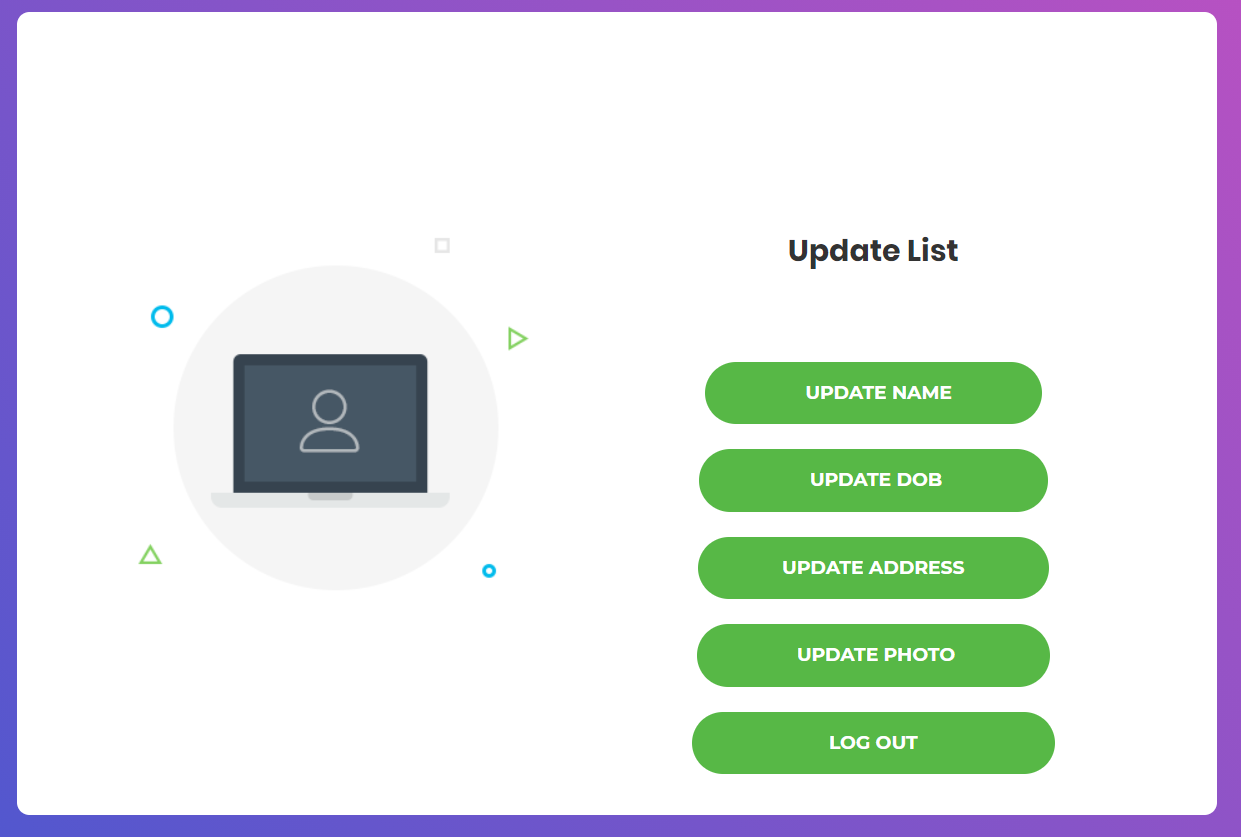 Update List
UPDATE NAME
UPDATE DOB
UPDATE ADDRESS
UPDATE PHOTO
LOG OUT